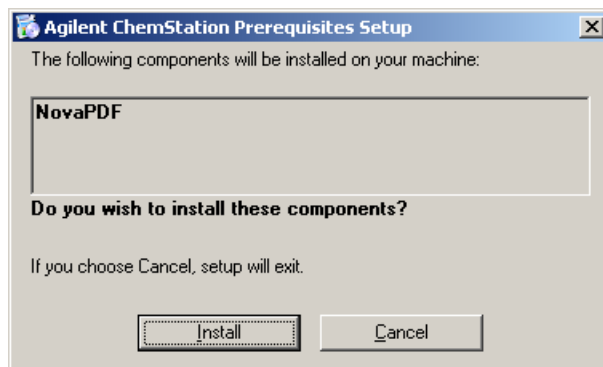 Agilent ChemStation Prerequisites Setup
The following components will be installed on your machine:
NovaPDF
Do you wish to install these components?
If you choose Cancel, setup will exit.
Install
Cancel